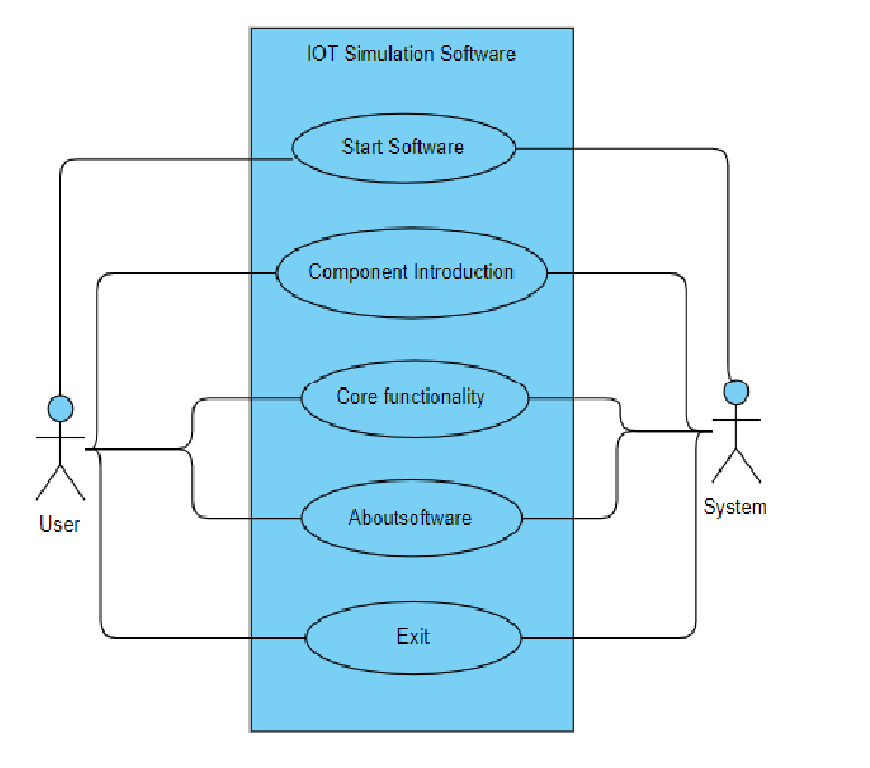 IOT Simulation Software
Start Software
Component Introduction
Core functionality
Aboutsoftware
Exit
User
System